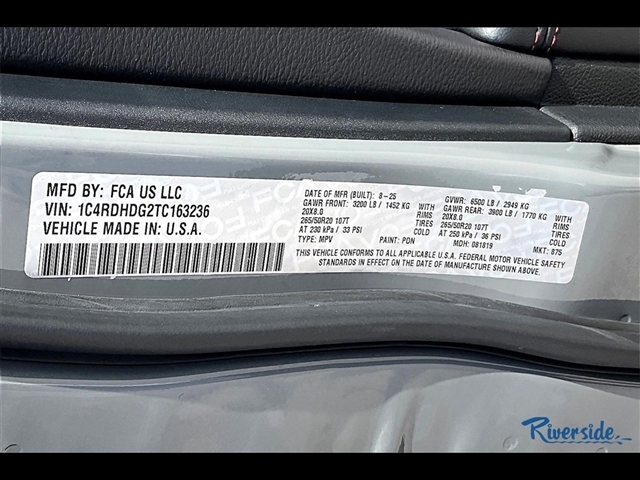 MFD BY: FCA US LLC
VIN: 1C4RDHDG2TC163236
VEHICLE MADE IN: U.S.A.
DATE OF MFR (BUILT): 8-25 GVWR: 6500 LB / 2949 KG
GAWR FRONT: 3200 LB / 1452 KG WITH GAWR REAR: 3900 LB / 1770 KG WITH
20X8.0 RIMS 20X8.0 RIMS
265/50R20 107T TIRES 265/50R20 107T TIRES
AT 230 kPa / 33 PSI COLD AT 250 kPa / 36 PSI COLD
TYPE: MPV PAINT: PDN MDH: 081819 MKT: 875
THIS VEHICLE CONFORMS TO ALL APPLICABLE U.S.A. FEDERAL MOTOR VEHICLE SAFETY
STANDARDS IN EFFECT ON THE DATE OF MANUFACTURE SHOWN ABOVE.
Riverside